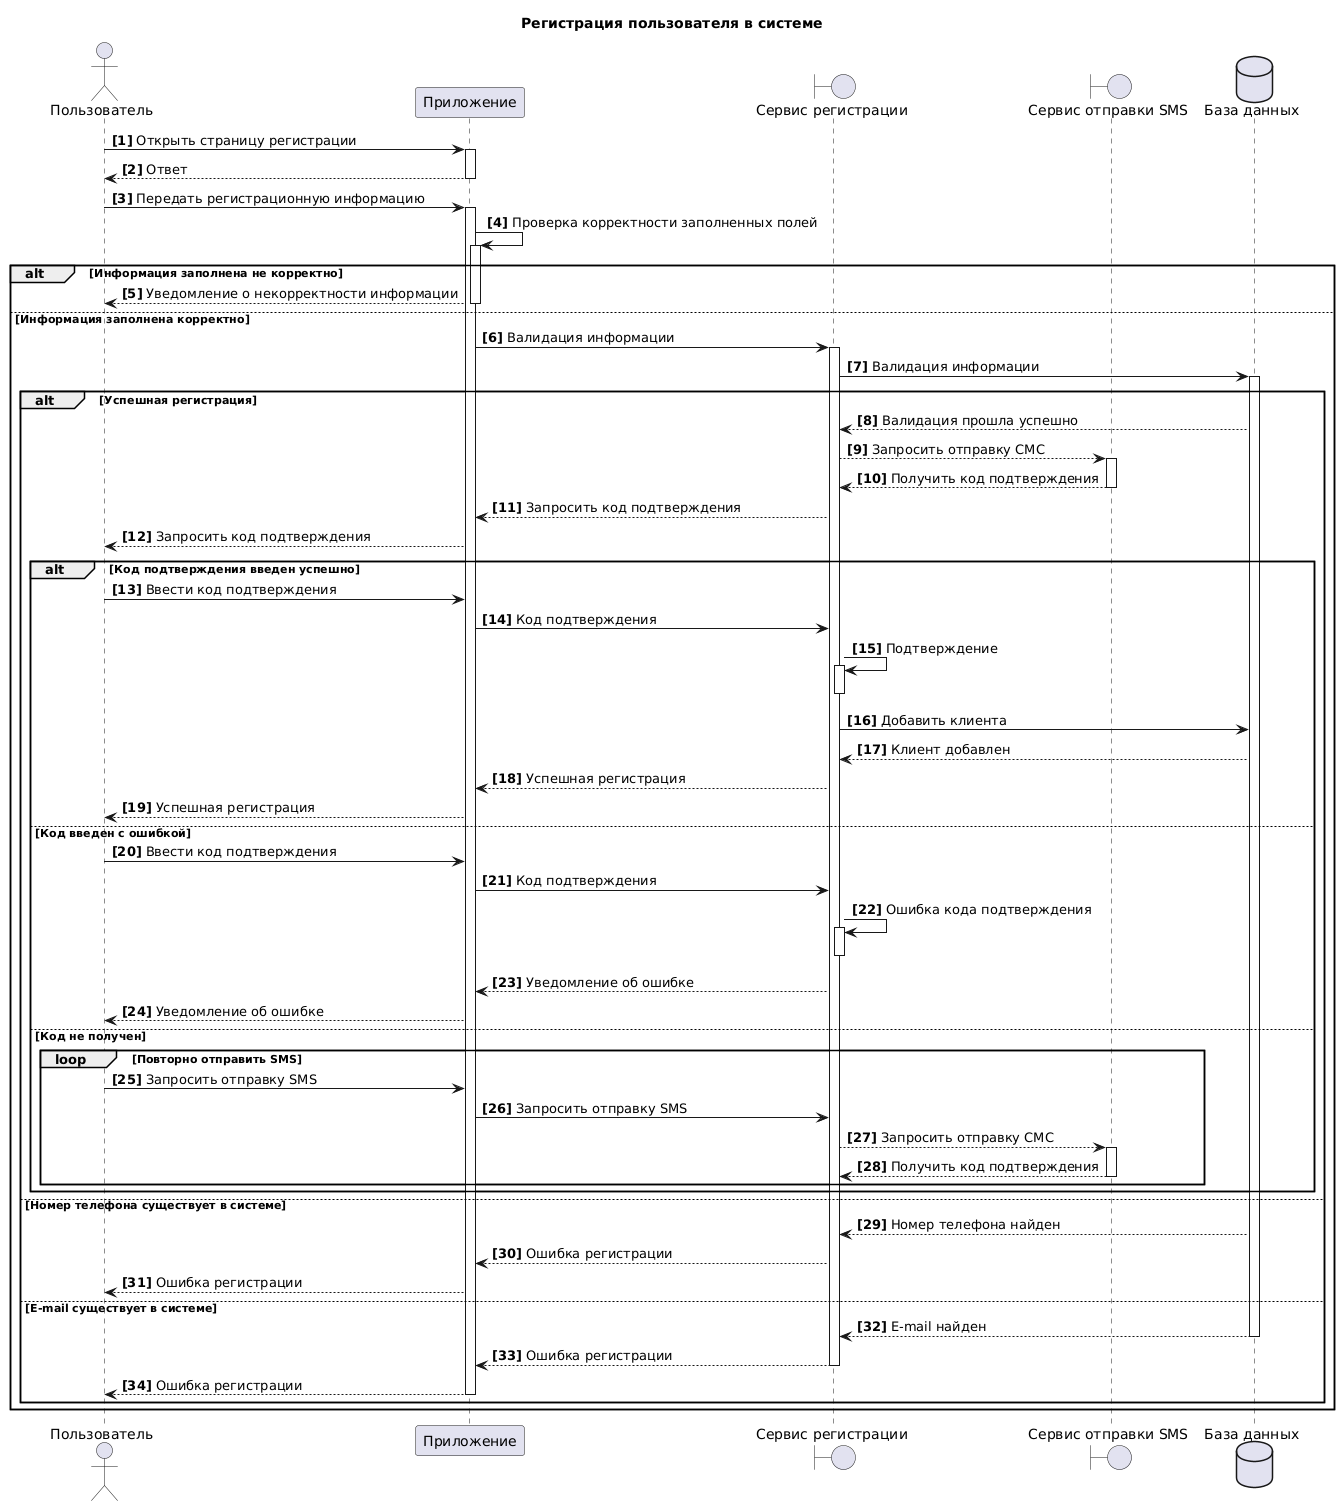 Регистрация пользователя в системе
Пользователь
Приложение
Сервис регистрации
Сервис отправки SMS
База данных
[1] Открыть страницу регистрации
[2] Ответ
[3] Передать регистрационную информацию
[4] Проверка корректности заполненных полей
alt [Информация заполнена не корректно]
[5] Уведомление о некорректности информации
[Информация заполнена корректно]
[6] Валидация информации
[7] Валидация информации
alt [Успешная регистрация]
[8] Валидация прошла успешно
[9] Запросить отправку СМС
[10] Получить код подтверждения
[11] Запросить код подтверждения
[12] Запросить код подтверждения
alt [Код подтверждения введен успешно]
[13] Ввести код подтверждения
[14] Код подтверждения
[15] Подтверждение
[16] Добавить клиента
[17] Клиент добавлен
[18] Успешная регистрация
[19] Успешная регистрация
[Код введен с ошибкой]
[20] Ввести код подтверждения
[21] Код подтверждения
[22] Ошибка кода подтверждения
[23] Уведомление об ошибке
[24] Уведомление об ошибке
[Код не получен]
loop [Повторно отправить SMS]
[25] Запросить отправку SMS
[26] Запросить отправку SMS
[27] Запросить отправку СМС
[28] Получить код подтверждения
[Номер телефона существует в системе]
[29] Номер телефона найден
[30] Ошибка регистрации
[31] Ошибка регистрации
[E-mail существует в системе]
[32] E-mail найден
[33] Ошибка регистрации
[34] Ошибка регистрации
Пользователь
Приложение
Сервис регистрации
Сервис отправки SMS
База данных